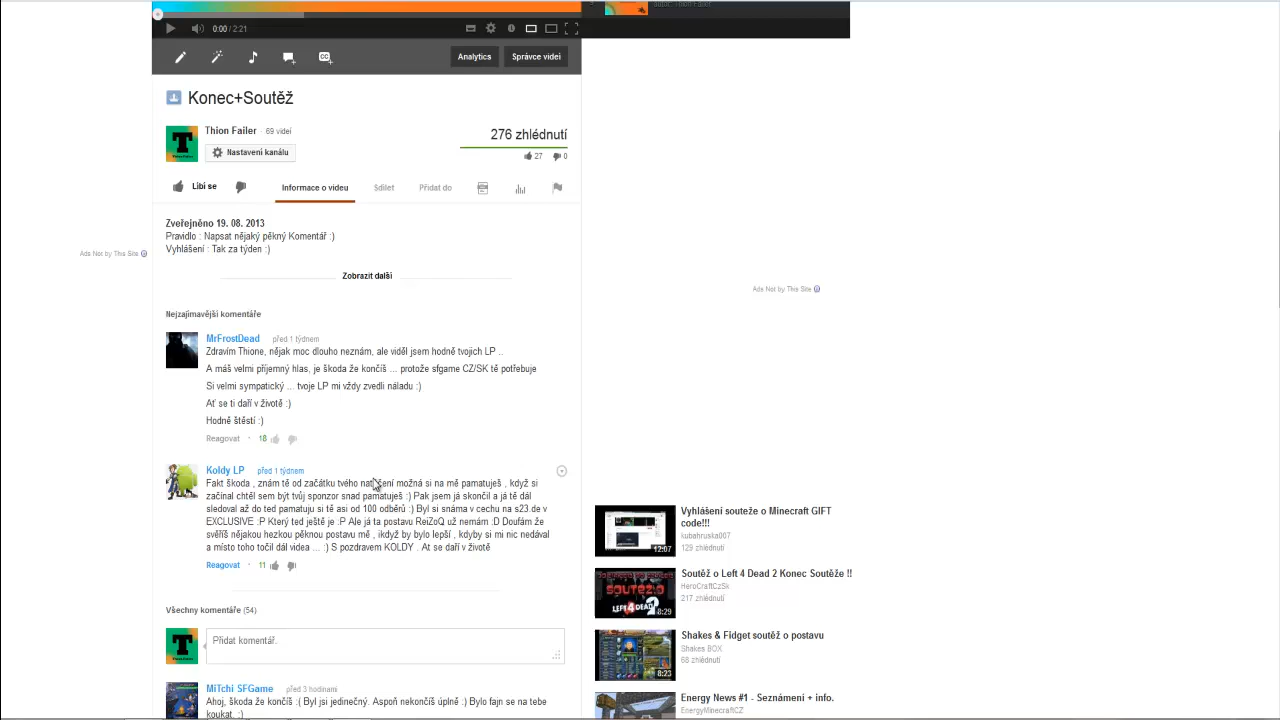 Autor: Thion Failer
0:00 / 2:21
Analytics
Správce videí
Konec+Soutěž
Thion Failer · 69 videí
Nastavení kanálu
276 zhlédnutí
27 0
Líbí se
Informace o videu Sdílet Přidat do
Zveřejněno 19. 08. 2013
Pravidlo : Napsat nějaký pěkný Komentář :)
Vyhlášení : Tak za týden :)
Ads Not by This Site
Zobrazit další
Ads Not by This Site
Nejzajímavější komentáře
MrFrostDead před 1 týdnem
Zdravím Thione, nějak moc dlouho neznám, ale viděl jsem hodně tvojich LP ..
A máš velmi příjemný hlas, je škoda že končíš ... protože sfgame CZ/SK tě potřebuje
Si velmi sympatický ... tvoje LP mi vždy zvedli náladu :)
Ať se ti daří v životě :)
Hodně štěstí :)
Reagovat · 18
Koldy LP před 1 týdnem
Fakt škoda , znám tě od začátku tvého natáčení možná si na mě pamatuješ , když si
začínal chtěl sem být tvůj sponzor snad pamatuješ :) Pak jsem já skončil a já tě dál
sledoval až do teď pamatuju si tě asi od 100 odběrů :) Byl si snáma v cechu na s23.de v
EXCLUSIVE :P Který teď ještě je :P Ale já postavu ReiZoQ už nemám :D Doufám že
svěříš nějakou hezkou pěknou postavu mě , ikdyž by bylo lepší , kdyby si mi nic nedával
a místo toho točil dál videa ... :) S pozdravem KOLDY . Ať se daří v životě
Reagovat · 11
Všechny komentáře (54)
Přidat komentář.
MiTchi SFGame před 3 hodinami
Ahoj, škoda že končíš :( Byl jsi jedinečný. Aspoň nakončíš úplně :) Bylo fajn se na tebe
koukat. :)
Vyhlášení souteže o Minecraft GIFT
code!!!
kubahruska007
129 zhlédnutí
12:07
Soutěž o Left 4 Dead 2 Konec Soutěže !!
HeroCraftCzSk
217 zhlédnutí
SOUTĚŽ:O
LEFT 4 DEAD 2
8:29
Shakes & Fidget soutěž o postavu
Shakes BOX
68 zhlédnutí
8:23
Energy News #1 - Seznámení + info.
EnergyMinecraftCZ